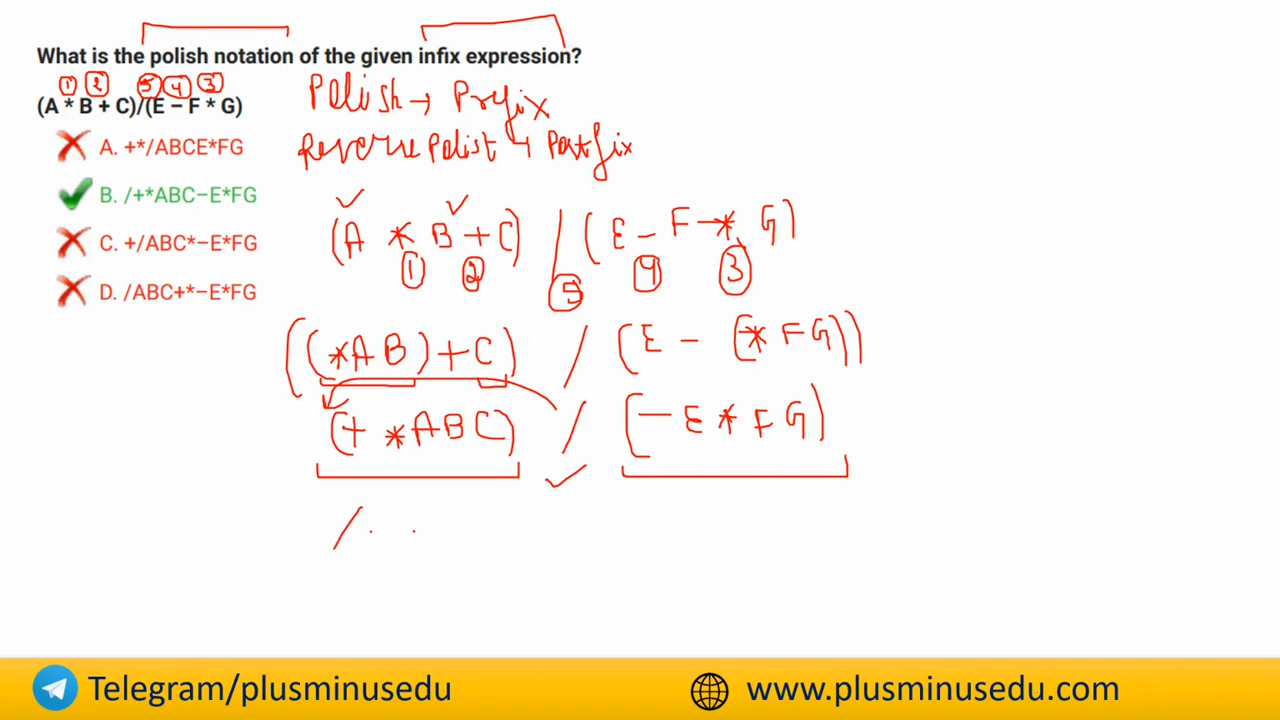 What is the polish notation of the given infix expression?
1 2 5 4 3
(A * B + C)/(E − F * G)
Polish → Prefix
A. +*/ABCE*FG
Reverse Polist → Postfix
B. /+*ABC−E*FG
C. +/ABC*−E*FG
D. /ABC+*−E*FG
(A * B + C) / (E - F * G)
1 2 5 4 3
((*AB)+C) / (E - (*FG))
(+ *ABC) / (-E*FG)
/
Telegram/plusminusedu
www.plusminusedu.com